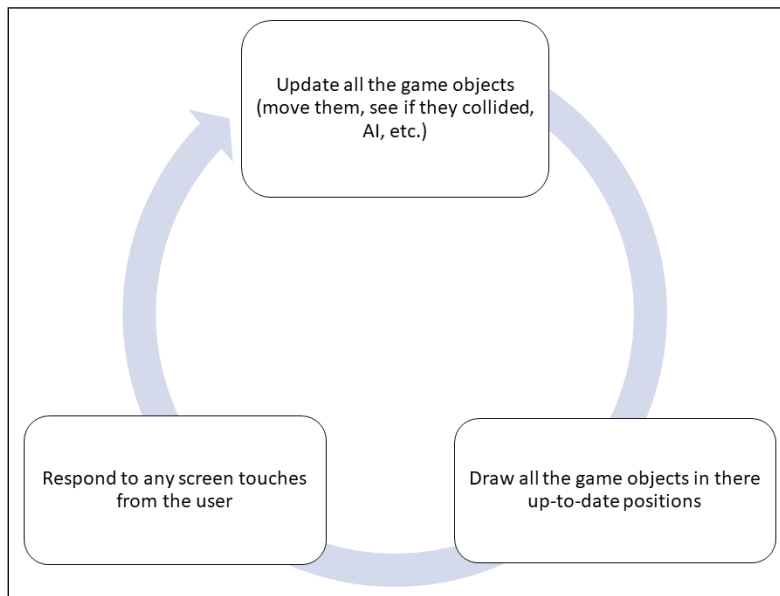 Update all the game objects
(move them, see if they collided,
AI, etc.)
Draw all the game objects in there
up-to-date positions
Respond to any screen touches
from the user